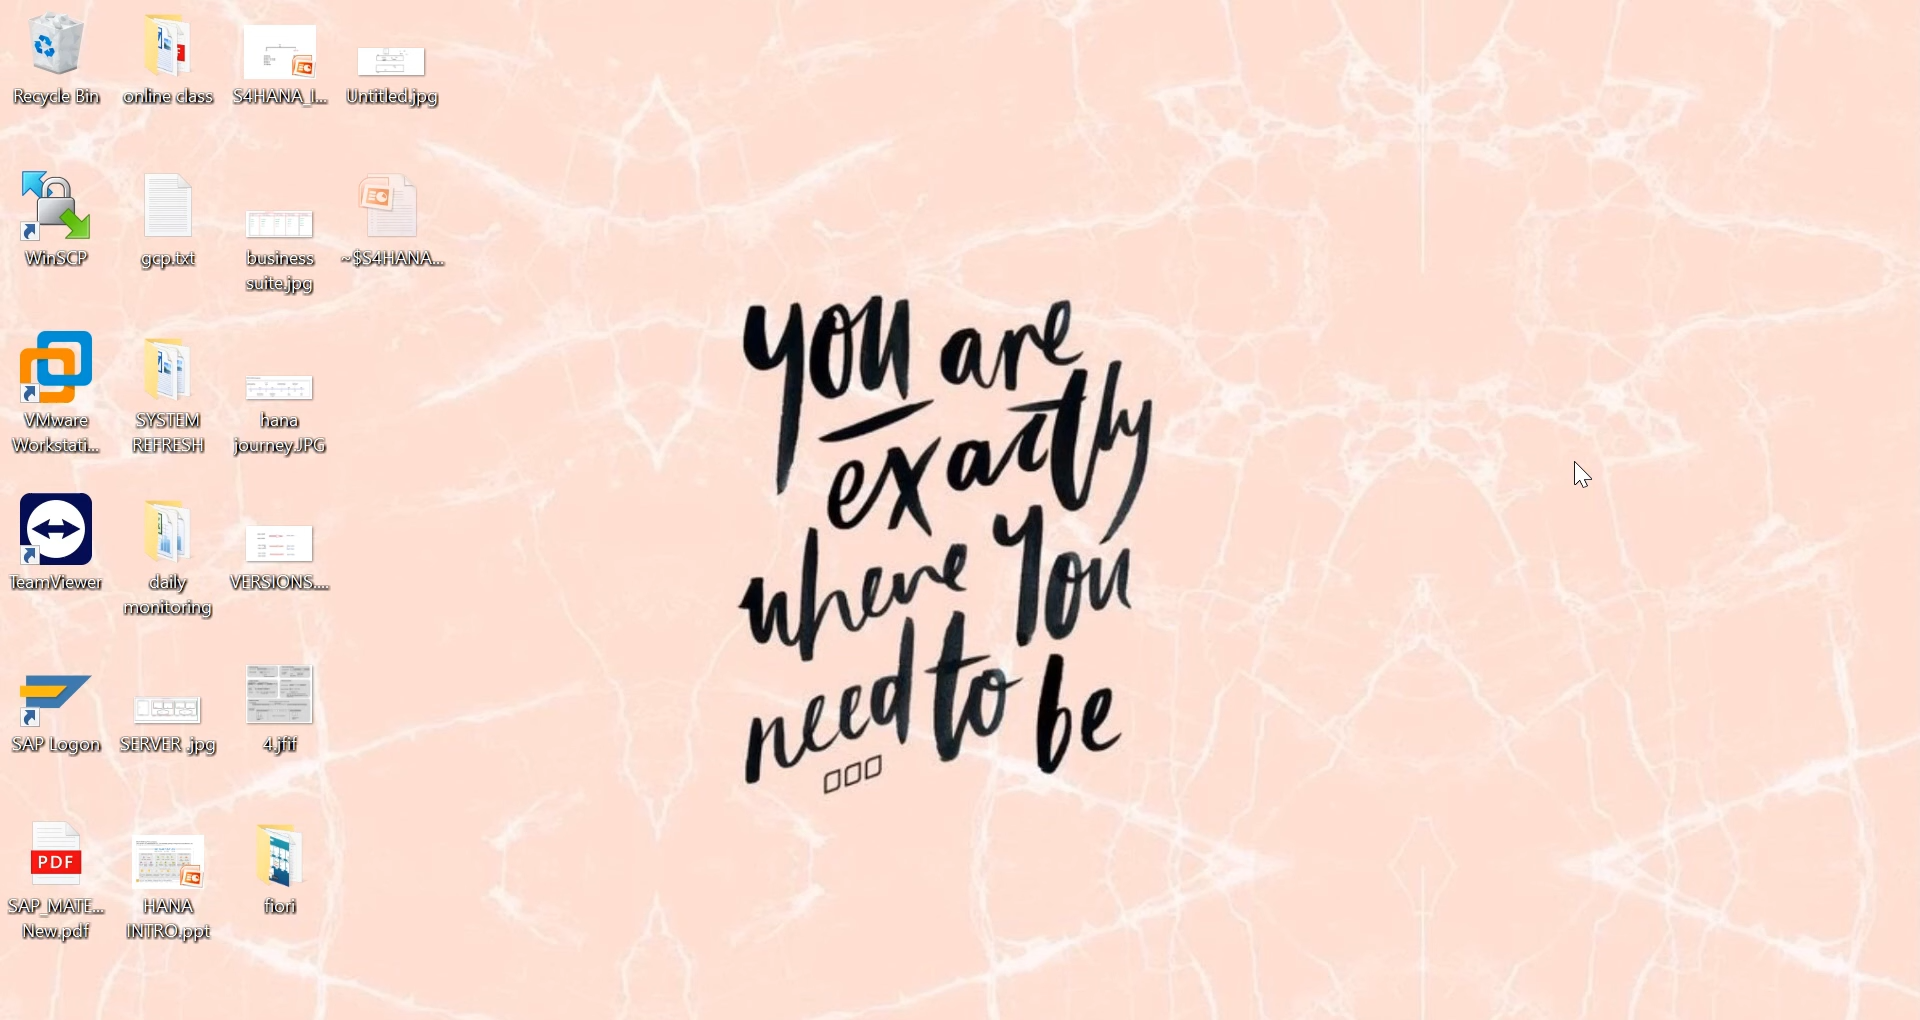 Recycle Bin
online class
S4HANA_I...
Untitled.jpg
WinSCP
gcp.txt
business
suite.jpg
~$S4HANA...
VMware
Workstati...
SYSTEM
REFRESH
hana
journey.JPG
TeamViewer
daily
monitoring
VERSIONS....
SAP Logon
SERVER .jpg
4.jfif
PDF
SAP_MATE...
New.pdf
HANA
INTRO.ppt
fiori
you are
exactly
where you
need to be